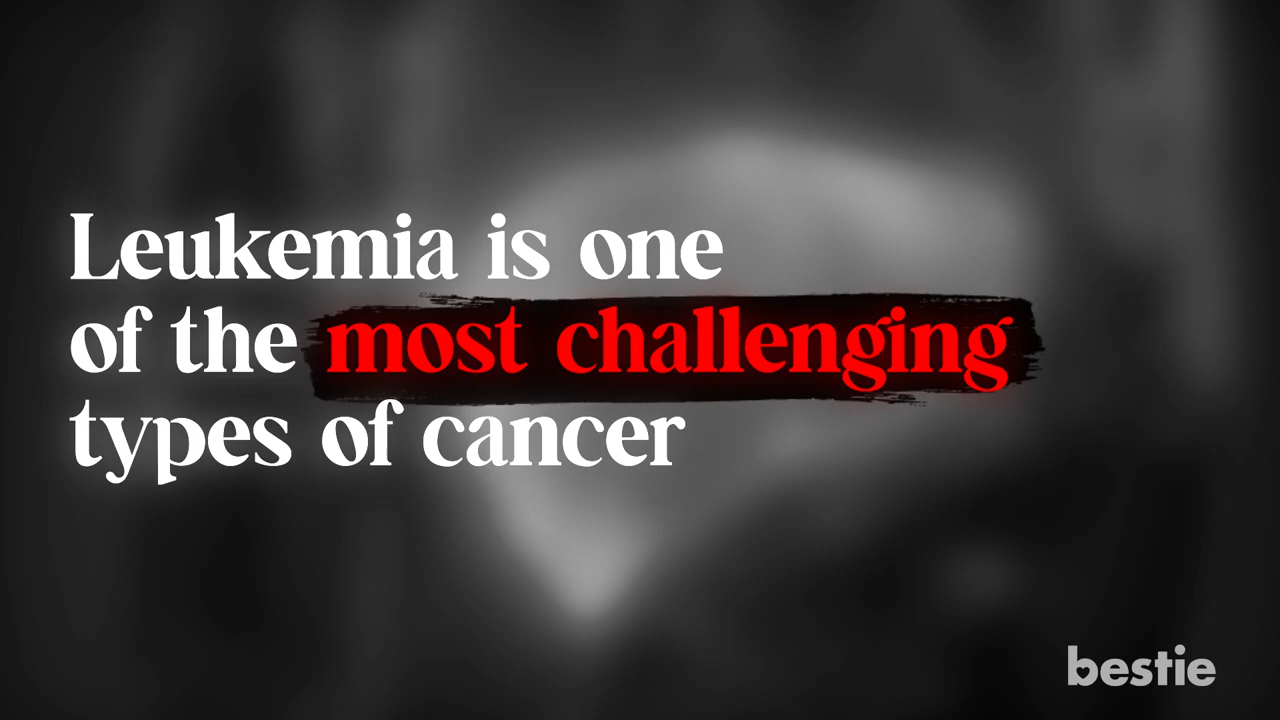 Leukemia is one
of the most challenging
types of cancer
bestie